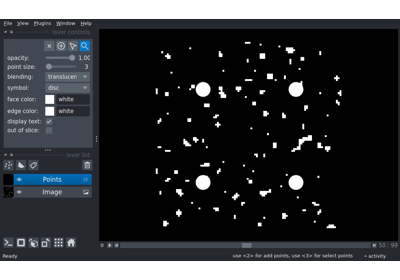 File View Plugins Window Help
layer controls
opacity: 1.00
point size: 3
blending: translucen
symbol: disc
face color: white
edge color: white
display text:
out of slice:
layer list
Points
Image
0 50 99
Ready use <2> for add points, use <3> for select points activity